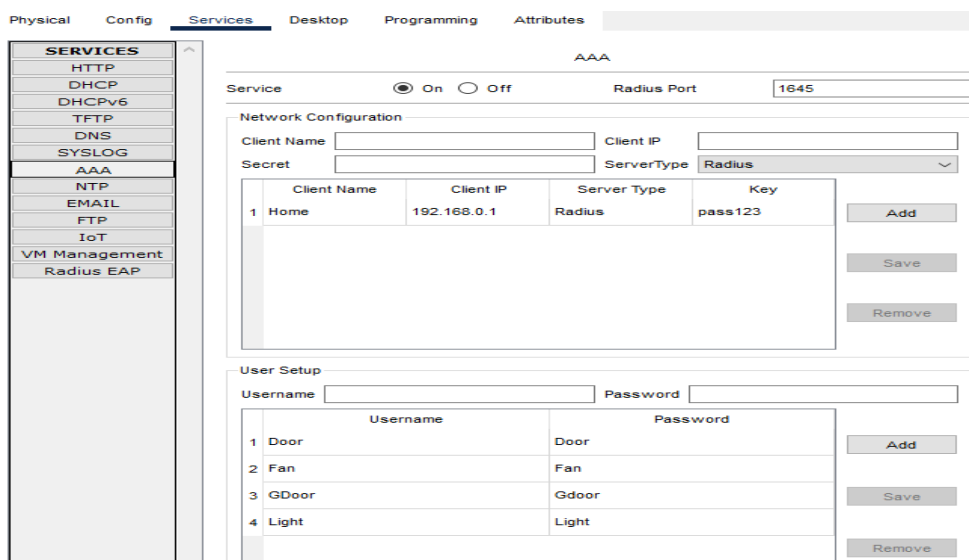 Physical Config Services Desktop Programming Attributes
SERVICES
HTTP
DHCP
DHCPv6
TFTP
DNS
SYSLOG
AAA
NTP
EMAIL
FTP
IoT
VM Management
Radius EAP
AAA
Service On Off Radius Port 1645
Network Configuration
Client Name Client IP
Secret ServerType Radius
Client Name Client IP Server Type Key
1 Home 192.168.0.1 Radius pass123
Add
Save
Remove
User Setup
Username Password
Username Password
1 Door Door
2 Fan Fan
3 GDoor Gdoor
4 Light Light
Add
Save
Remove